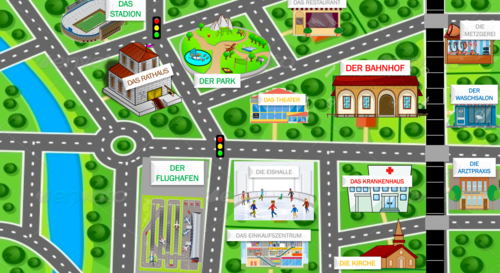 DAS
STADION
DAS RESTAURANT
DIE
METZGEREI
DAS RATHAUS
DER PARK
DER BAHNHOF
DER
WASCHSALON
DAS THEATER
DER
FLUGHAFEN
DIE EISHALLE
DAS KRANKENHAUS
DIE
ARZTPRAXIS
DAS EINKAUFSZENTRUM
DIE KIRCHE